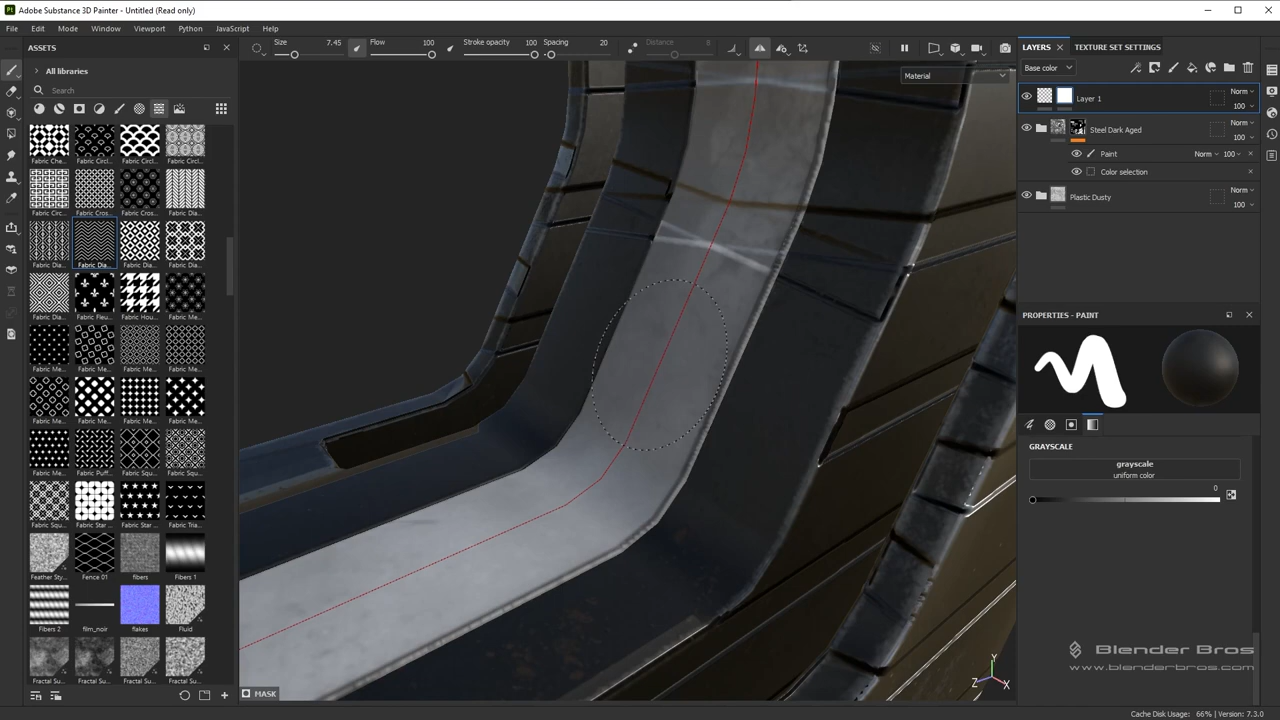 Adobe Substance 3D Painter - Untitled (Read only)
File Edit Mode Window Viewport Python JavaScript Help
ASSETS
Size 7.45 Flow 100 Stroke opacity 100 Spacing 20 Distance 8
LAYERS TEXTURE SET SETTINGS
All libraries
Material
Base color
Search
Layer 1 Norm 100
Steel Dark Aged Norm 100
Paint Norm 100
Color selection
Plastic Dusty Norm 100
Fabric Che... Fabric Circl... Fabric Circl... Fabric Circl...
Fabric Circ... Fabric Cros... Fabric Cros... Fabric Dia...
Fabric Dia... Fabric Dia... Fabric Dia... Fabric Dia...
Fabric Dia... Fabric Fleu... Fabric Hou... Fabric Me...
Fabric Me... Fabric Me... Fabric Me... Fabric Me...
Fabric Me... Fabric Me... Fabric Me... Fabric Me...
Fabric Me... Fabric Puff... Fabric Squ... Fabric Squ...
Fabric Squ... Fabric Star ... Fabric Star ... Fabric Tria...
Feather Sty... Fence 01 fibers Fibers 1
Fibers 2 film_noir flakes Fluid
Fractal Su... Fractal Su... Fractal Su... Fractal Su...
PROPERTIES - PAINT
GRAYSCALE
grayscale
uniform color
0
Blender Bros
www.blenderbros.com
MASK
Y
Z X
Cache Disk Usage: 66% | Version: 7.3.0